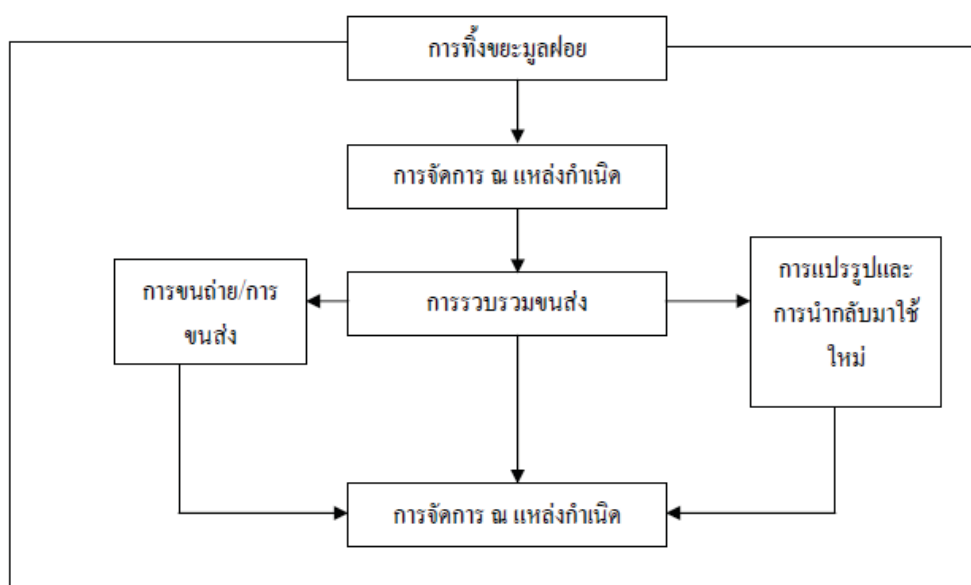 การทิ้งขยะมูลฝอย
การจัดการ ณ แหล่งกำเนิด
การขนถ่าย/การ
ขนส่ง
การรวบรวมขนส่ง
การแปรรูปและ
การนำกลับมาใช้
ใหม่
การจัดการ ณ แหล่งกำเนิด